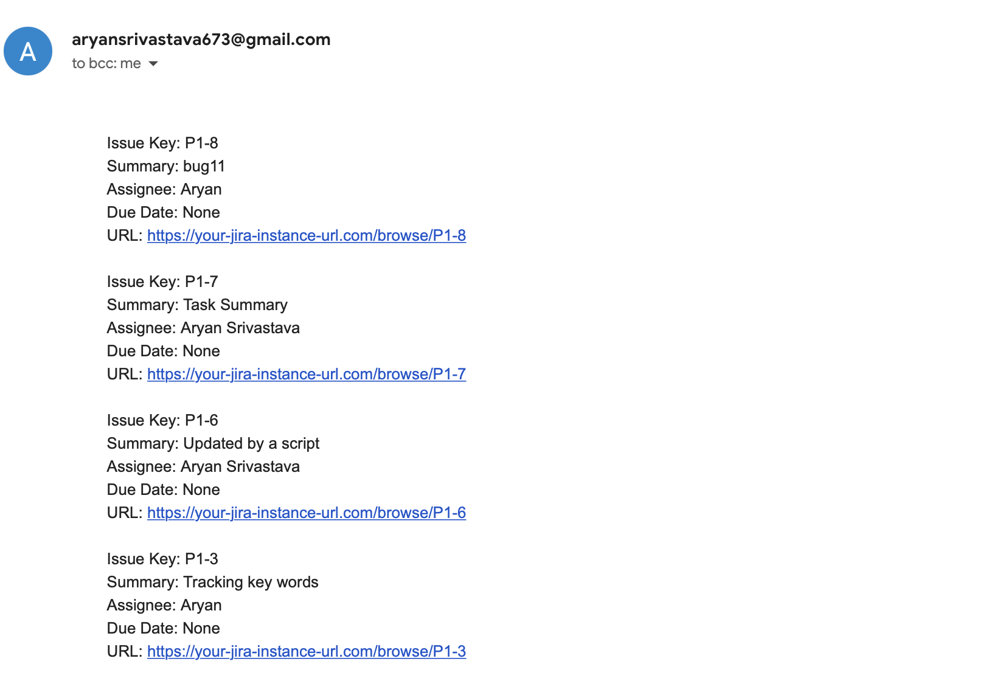 A
aryansrivastava673@gmail.com
to bcc: me
Issue Key: P1-8
Summary: bug11
Assignee: Aryan
Due Date: None
URL: https://your-jira-instance-url.com/browse/P1-8
Issue Key: P1-7
Summary: Task Summary
Assignee: Aryan Srivastava
Due Date: None
URL: https://your-jira-instance-url.com/browse/P1-7
Issue Key: P1-6
Summary: Updated by a script
Assignee: Aryan Srivastava
Due Date: None
URL: https://your-jira-instance-url.com/browse/P1-6
Issue Key: P1-3
Summary: Tracking key words
Assignee: Aryan
Due Date: None
URL: https://your-jira-instance-url.com/browse/P1-3